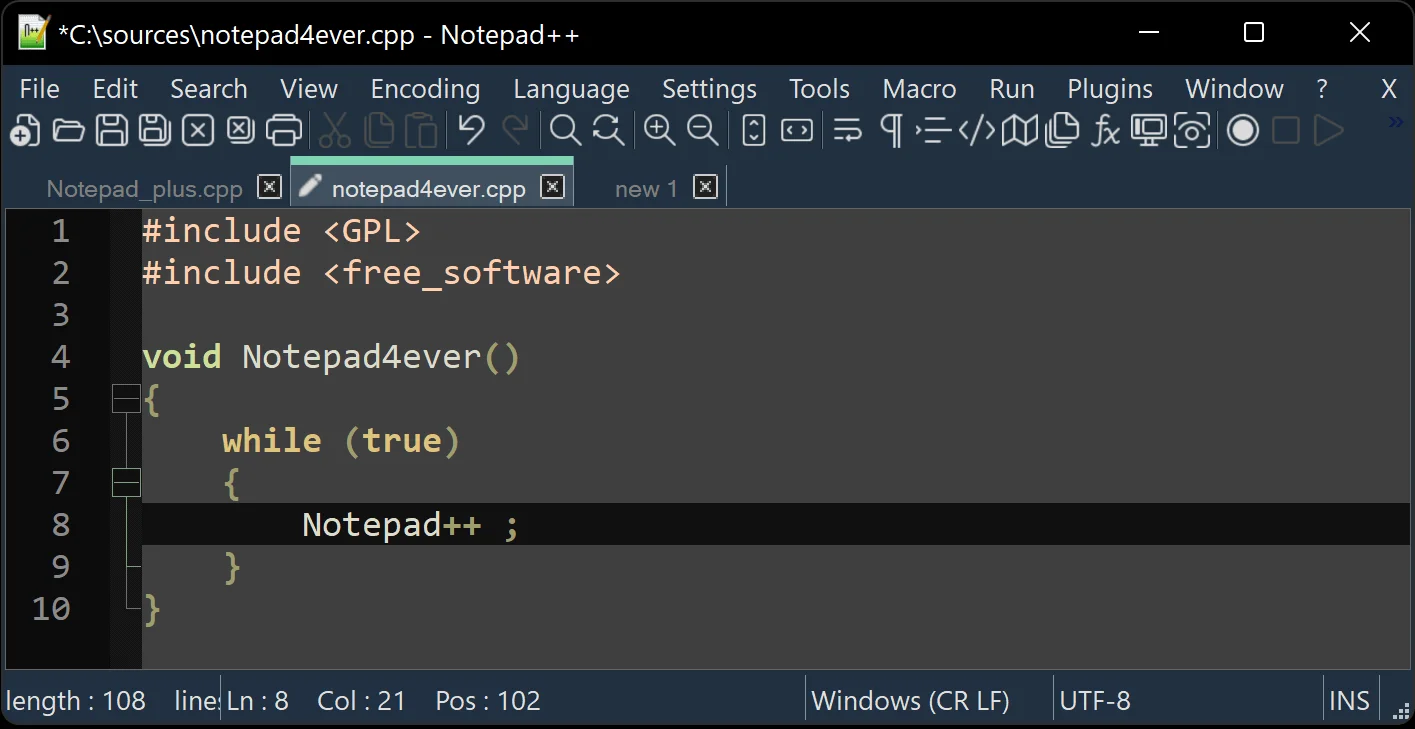 *C:\sources\notepad4ever.cpp - Notepad++
File Edit Search View Encoding Language Settings Tools Macro Run Plugins Window ? X
Notepad_plus.cpp notepad4ever.cpp new 1
1 #include <GPL>
2 #include <free_software>
3
4 void Notepad4ever()
5 {
6     while (true)
7     {
8         Notepad++ ;
9     }
10 }
length : 108 lines Ln : 8 Col : 21 Pos : 102 Windows (CR LF) UTF-8 INS